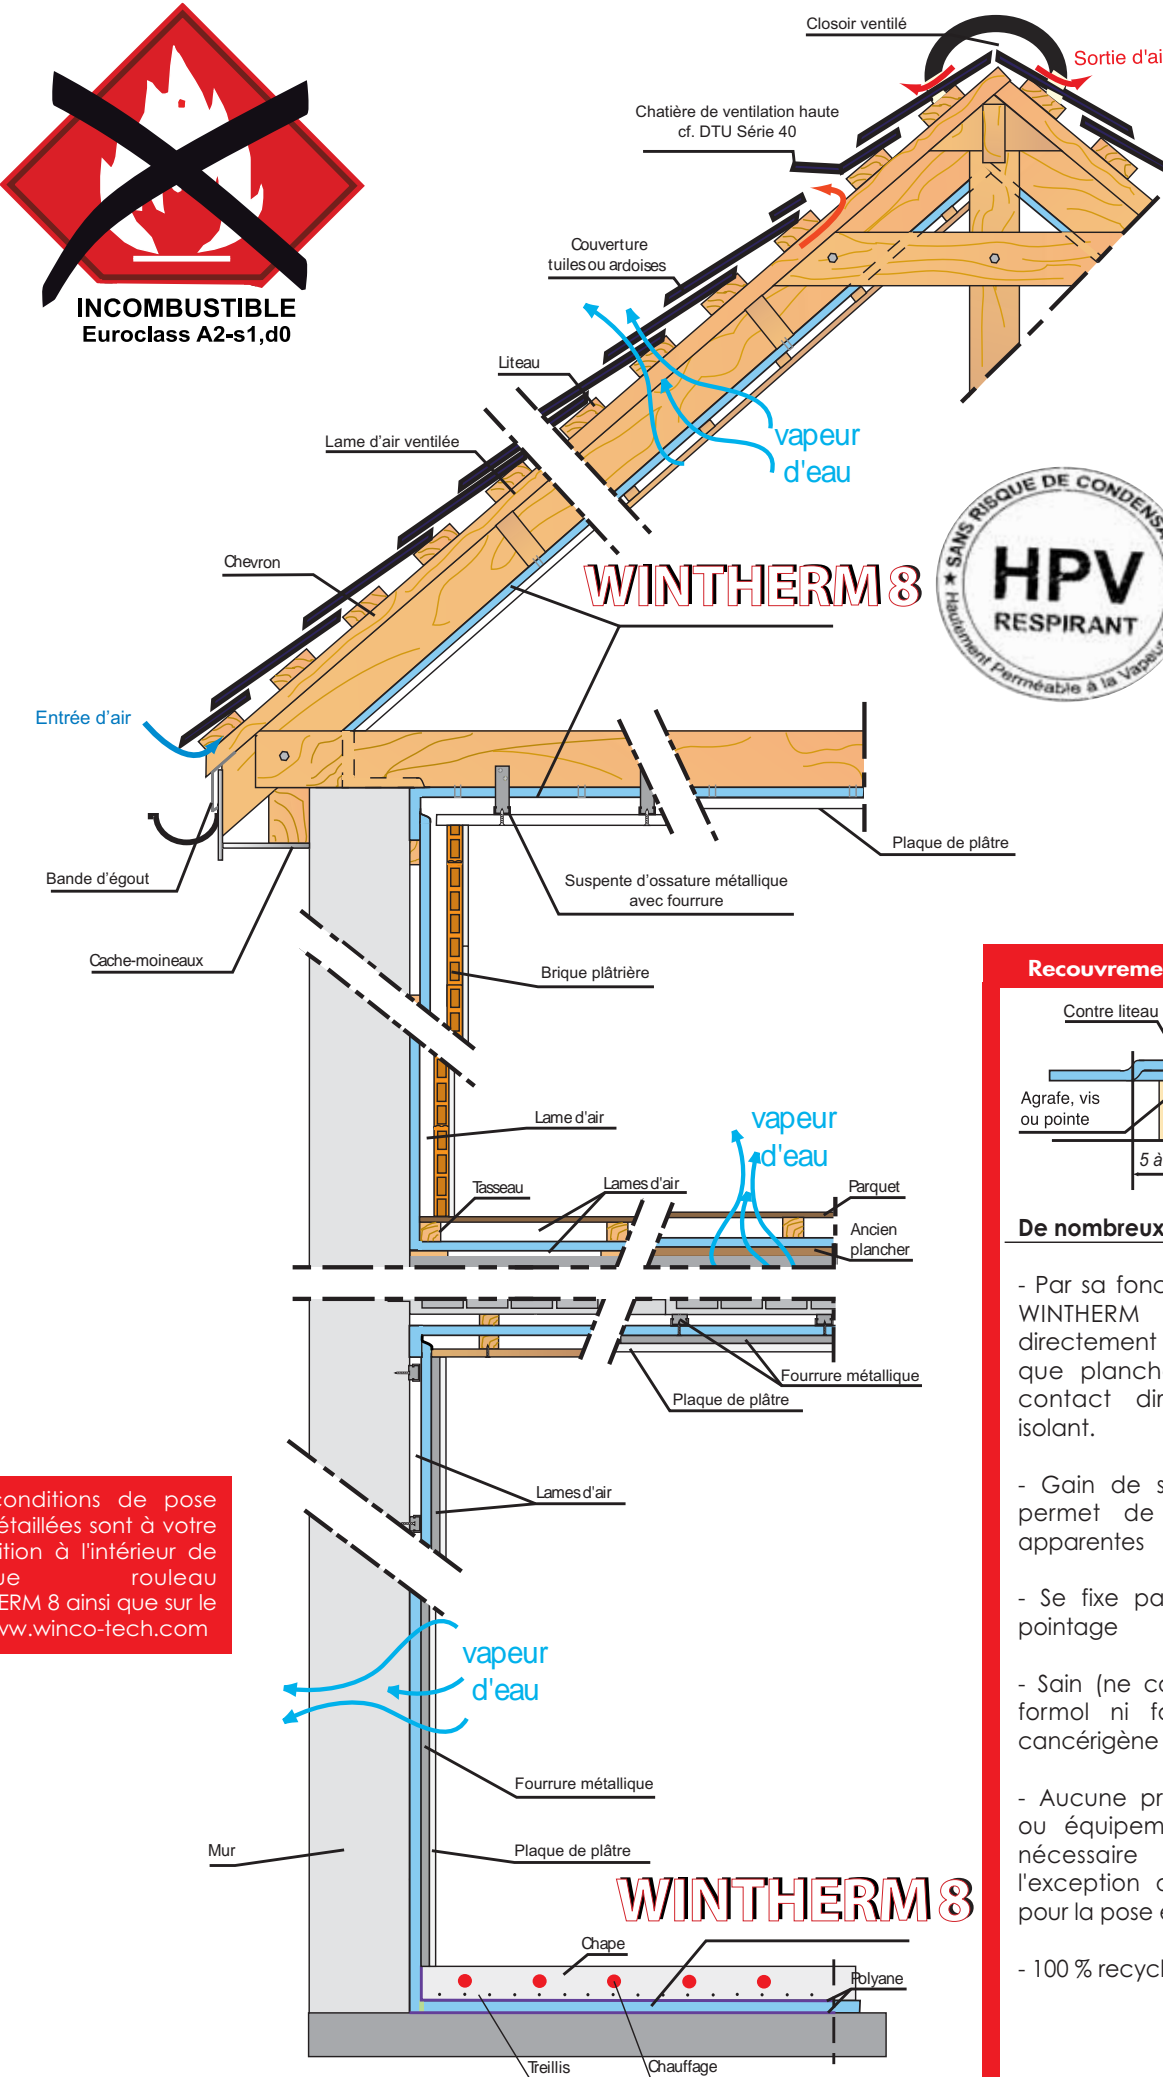 Closoir ventilé
Sortie d'ai
Chatière de ventilation haute
cf. DTU Série 40
Couverture
tuiles ou ardoises
INCOMBUSTIBLE
Euroclass A2-s1,d0
Liteau
vapeur
d'eau
Lame d'air ventilée
Chevron
WINTHERM 8
SANS RISQUE DE CONDENSA
HPV
RESPIRANT
Hautement Perméable à la Vapeur
Entrée d'air
Plaque de plâtre
Bande d'égout
Suspente d'ossature métallique
avec fourrure
Cache-moineaux
Brique plâtrière
Recouvreme
Contre liteau
Agrafe, vis
ou pointe
5 à
Lame d'air
vapeur
d'eau
Tasseau
Lames d'air
Parquet
Ancien
plancher
Fourrure métallique
Plaque de plâtre
Lames d'air
De nombreux
- Par sa fonc
WINTHERM
directement
que planch
contact dir
isolant.
- Gain de s
permet de
apparentes
- Se fixe pa
pointage
- Sain (ne co
formol ni fo
cancérigène
- Aucune pr
ou équipem
nécessaire
l'exception
pour la pose e
- 100 % recycl
conditions de pose
étaillées sont à votre
ition à l'intérieur de
ue rouleau
ERM 8 ainsi que sur le
ww.winco-tech.com
vapeur
d'eau
Fourrure métallique
Mur
Plaque de plâtre
WINTHERM 8
Chape
Polyane
Treillis
Chauffage